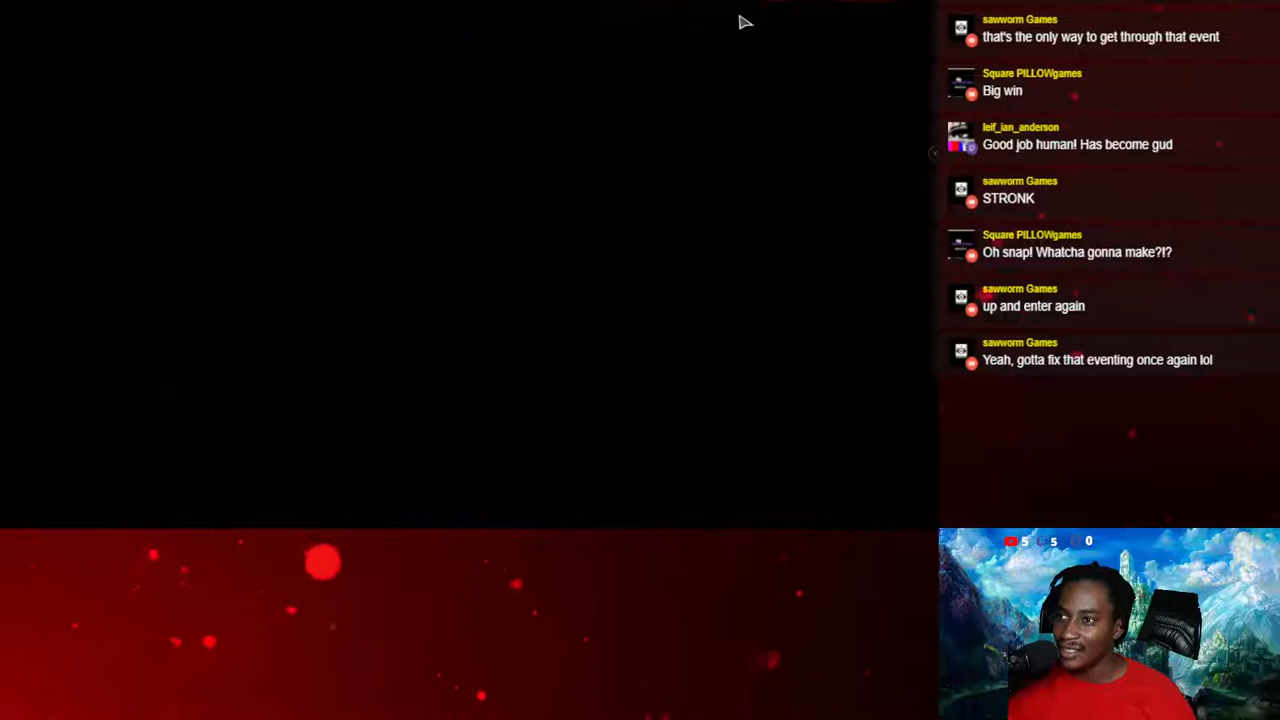 sawworm Games
that's the only way to get through that event
Square PILLOWgames
Big win
leif_ian_anderson
Good job human! Has become gud
sawworm Games
STRONK
Square PILLOWgames
Oh snap! Whatcha gonna make?!?
sawworm Games
up and enter again
sawworm Games
Yeah, gotta fix that eventing once again lol
5 5 0